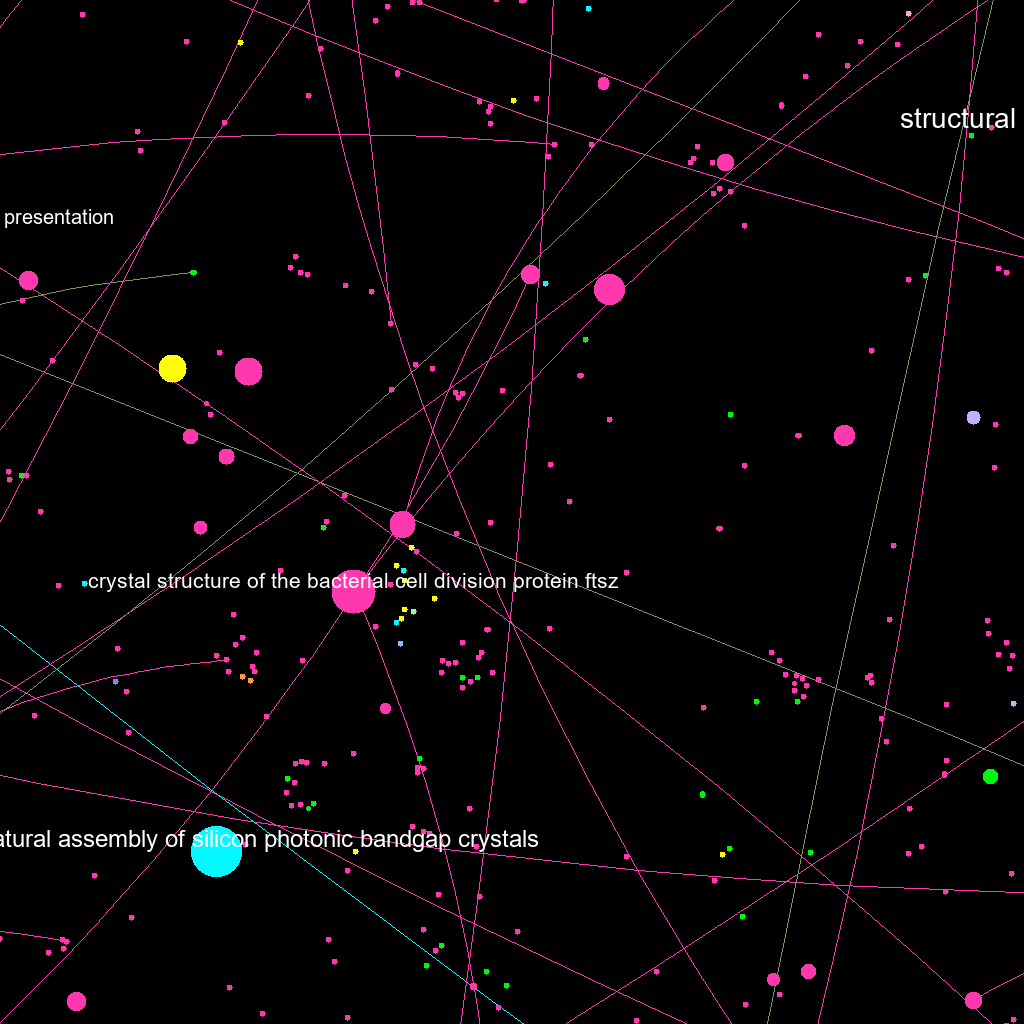 structural
presentation
crystal structure of the bacterial cell division protein ftsz
atural assembly of silicon photonic bandgap crystals